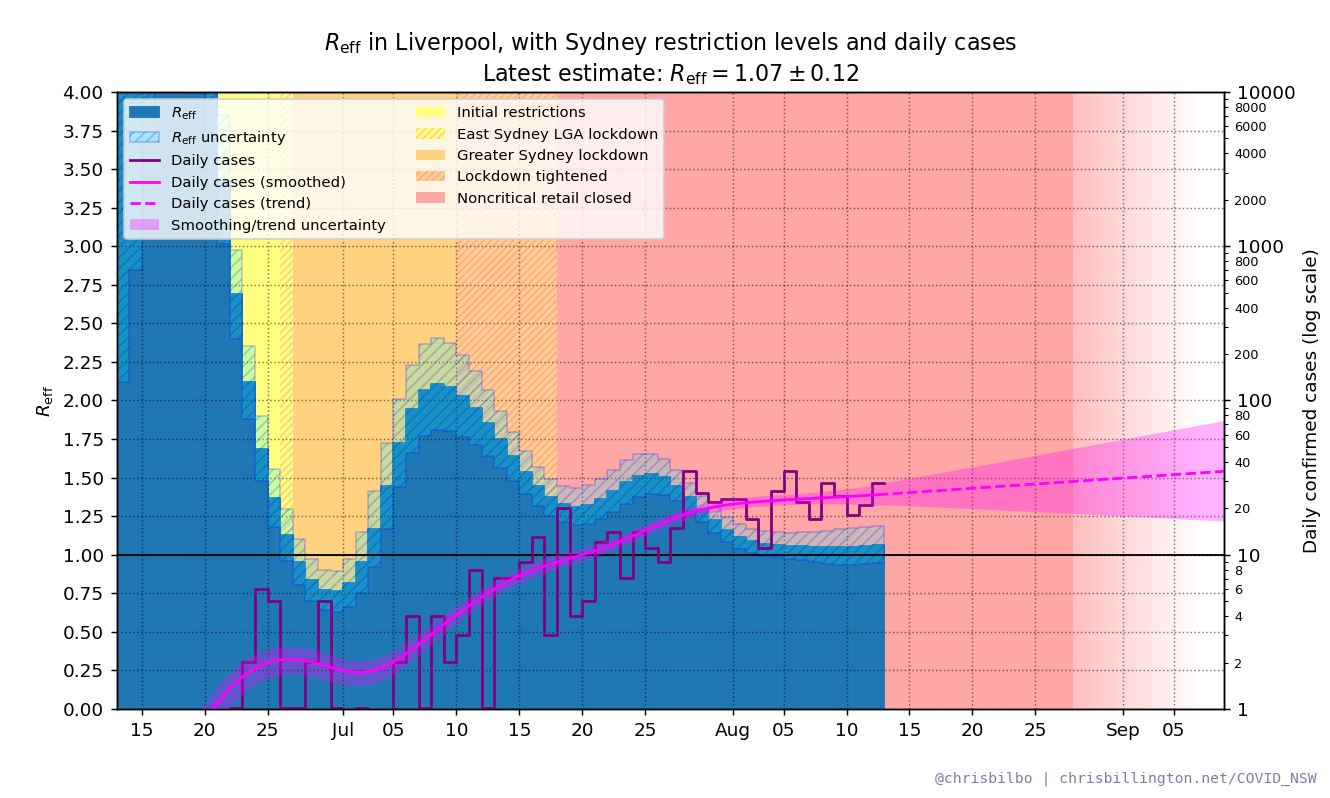 R_eff in Liverpool, with Sydney restriction levels and daily cases
Latest estimate: R_eff = 1.07 ± 0.12
R_eff
R_eff uncertainty
Daily cases
Daily cases (smoothed)
Daily cases (trend)
Smoothing/trend uncertainty
Initial restrictions
East Sydney LGA lockdown
Greater Sydney lockdown
Lockdown tightened
Noncritical retail closed
4.00
3.75
3.50
3.25
3.00
2.75
2.50
2.25
2.00
1.75
1.50
1.25
1.00
0.75
0.50
0.25
0.00
R_eff
10000
8000
6000
4000
2000
1000
800
600
400
200
100
80
60
40
20
10
8
6
4
2
1
Daily confirmed cases (log scale)
15 20 25 Jul 05 10 15 20 25 Aug 05 10 15 20 25 Sep 05
@chrisbilbo | chrisbillington.net/COVID_NSW